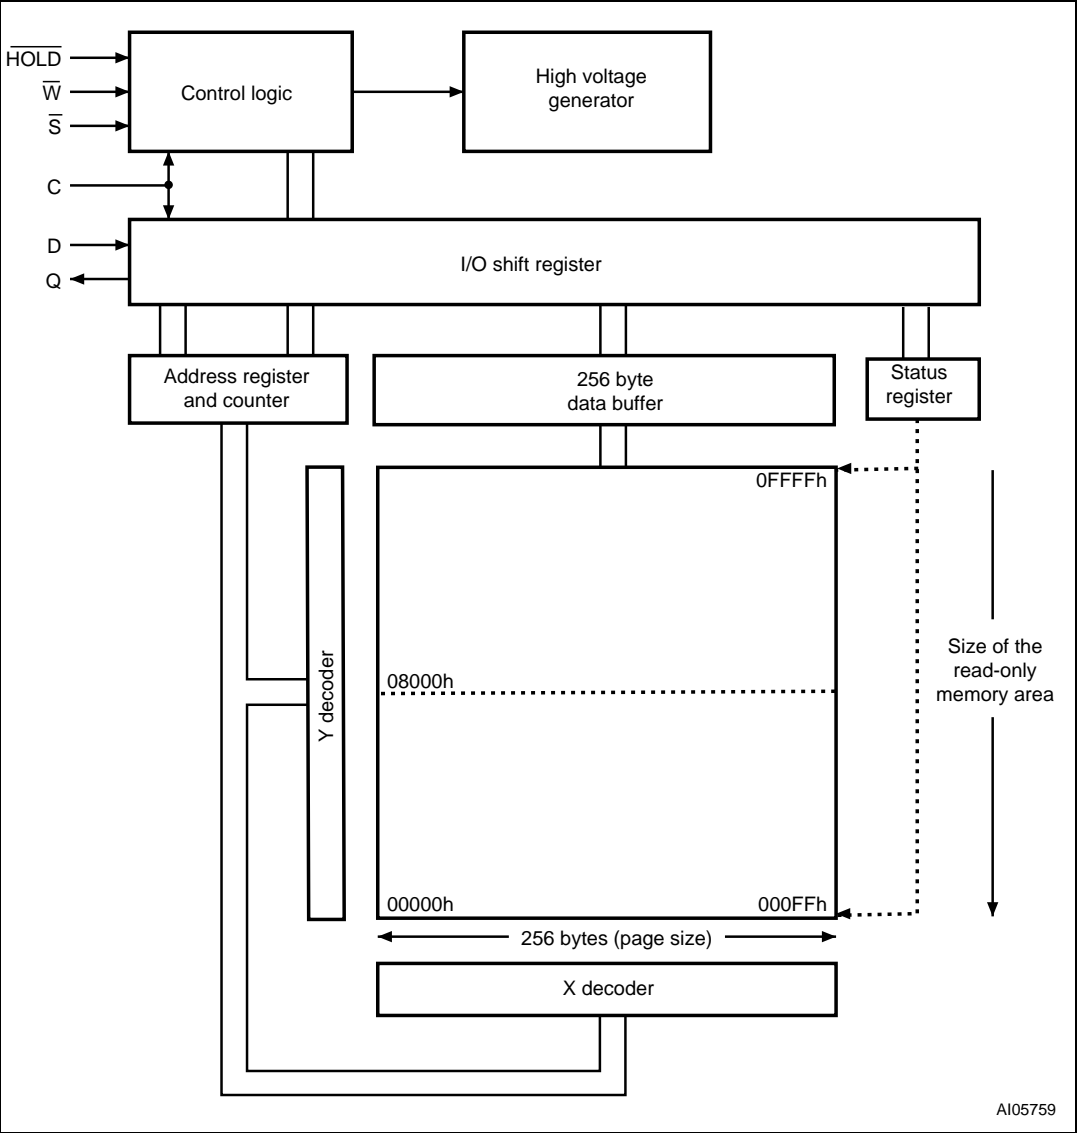 HOLD
W
S
C
D
Q
Control logic
High voltage
generator
I/O shift register
Address register
and counter
256 byte
data buffer
Status
register
0FFFFh
Y decoder
08000h
Size of the
read-only
memory area
00000h
000FFh
256 bytes (page size)
X decoder
AI05759